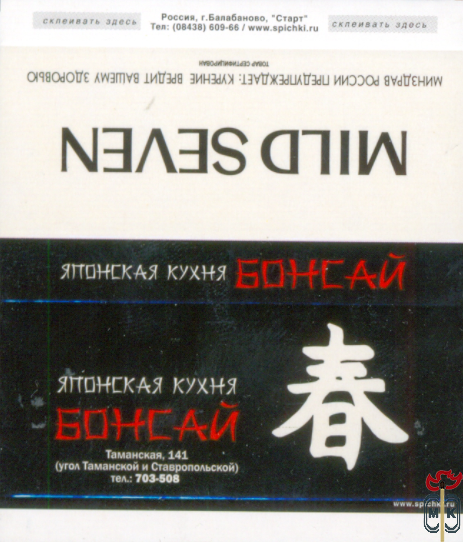 склеивать здесь
Россия, г.Балабаново, "Старт"
Тел: (08438) 609-66 / www.spichki.ru
склеивать здесь
ТОВАР СЕРТИФИЦИРОВАН
МИНЗДРАВ РОССИИ ПРЕДУПРЕЖДАЕТ: КУРЕНИЕ ВРЕДИТ ВАШЕМУ ЗДОРОВЬЮ
MILD SEVEN
ЯПОНСКАЯ КУХНЯ БОНСАЙ
春
ЯПОНСКАЯ КУХНЯ
БОНСАЙ
Таманская, 141
(угол Таманской и Ставропольской)
тел.: 703-508
www.spichki.ru
МК